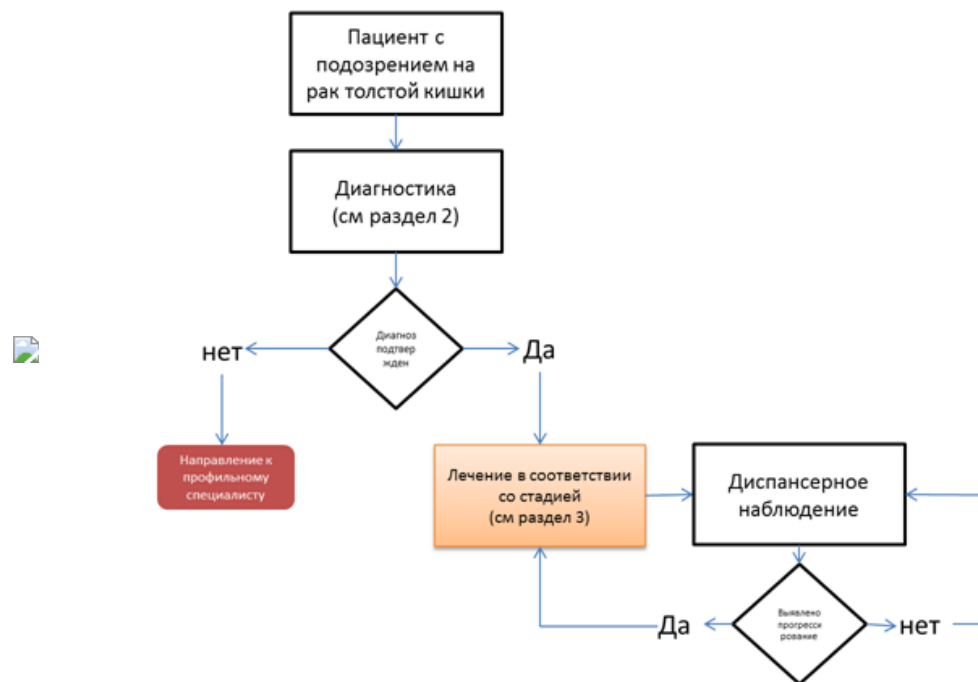 Пациент с
подозрением на
рак толстой кишки
Диагностика
(см раздел 2)
Диагноз
подтвер
жден
нет
Да
Направление к
профильному
специалисту
Лечение в соответствии
со стадией
(см раздел 3)
Диспансерное
наблюдение
Выявлено
прогресси
рование
Да
нет